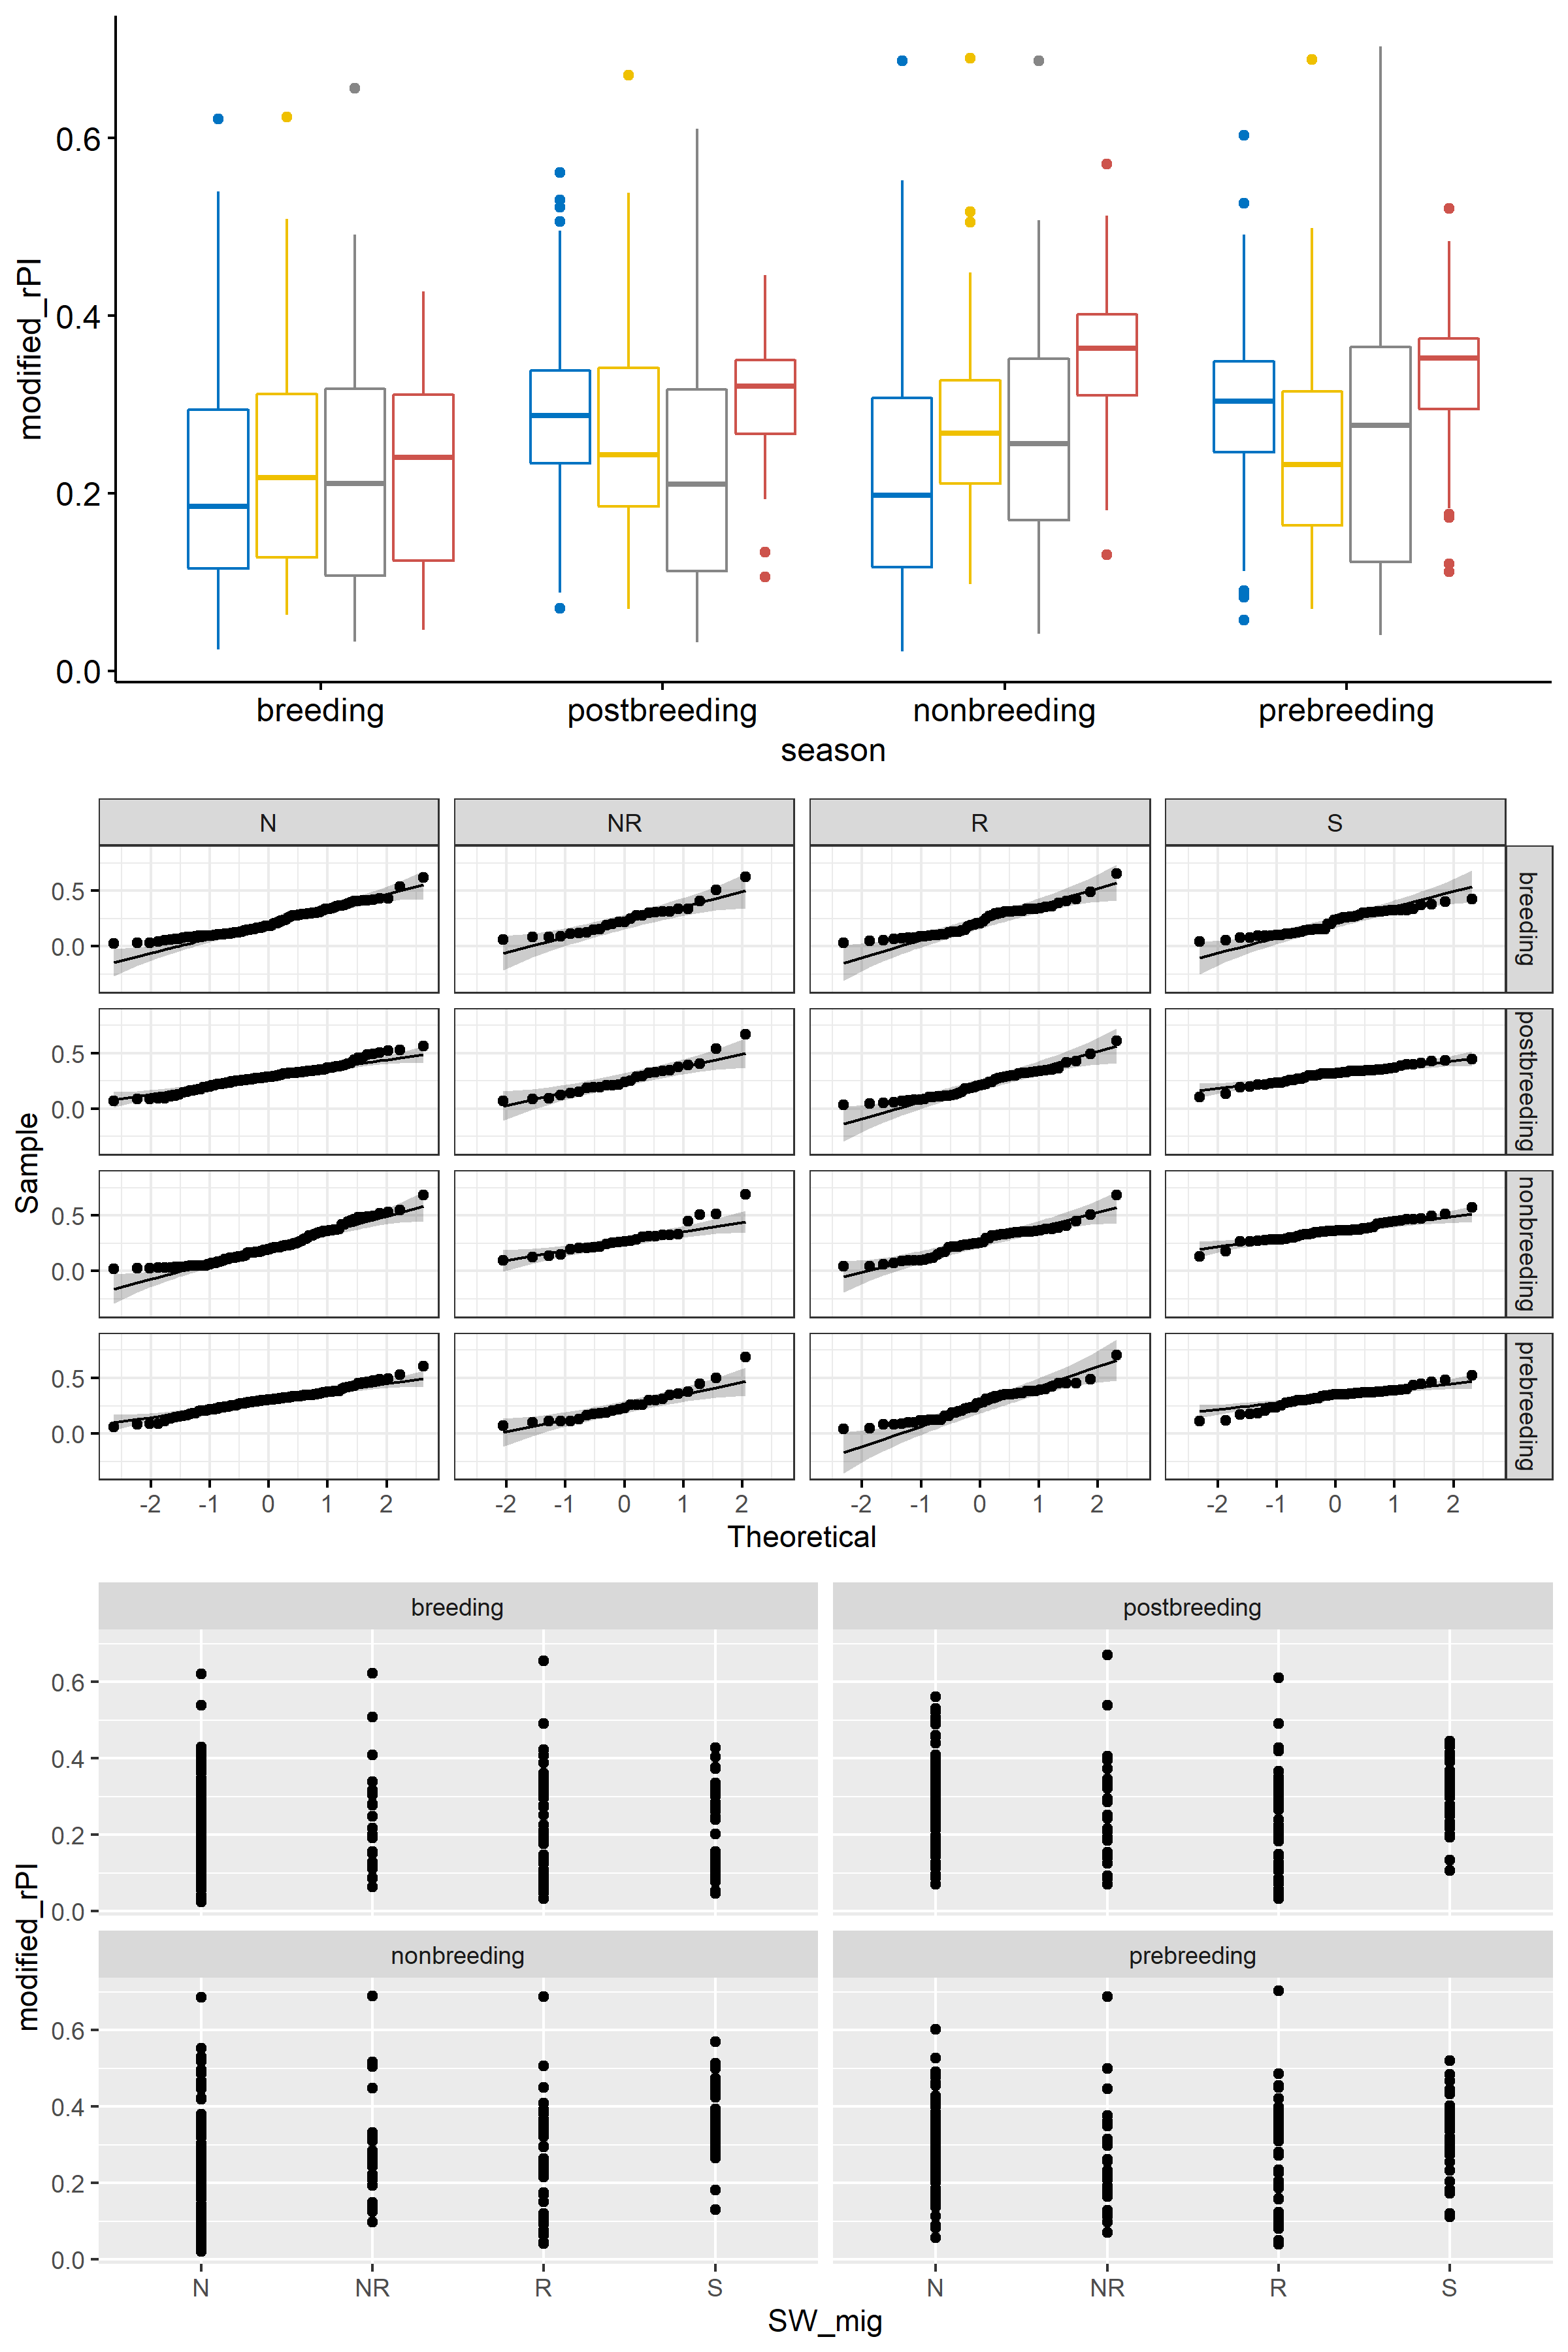 modified_rPI
0.6
0.4
0.2
0.0
breeding postbreeding nonbreeding prebreeding
season
N NR R S
Sample
0.5
0.0
breeding
0.5
0.0
postbreeding
0.5
0.0
nonbreeding
0.5
0.0
prebreeding
-2 -1 0 1 2 -2 -1 0 1 2 -2 -1 0 1 2 -2 -1 0 1 2
Theoretical
modified_rPI
breeding postbreeding
0.6
0.4
0.2
0.0
nonbreeding prebreeding
0.6
0.4
0.2
0.0
N NR R S N NR R S
SW_mig